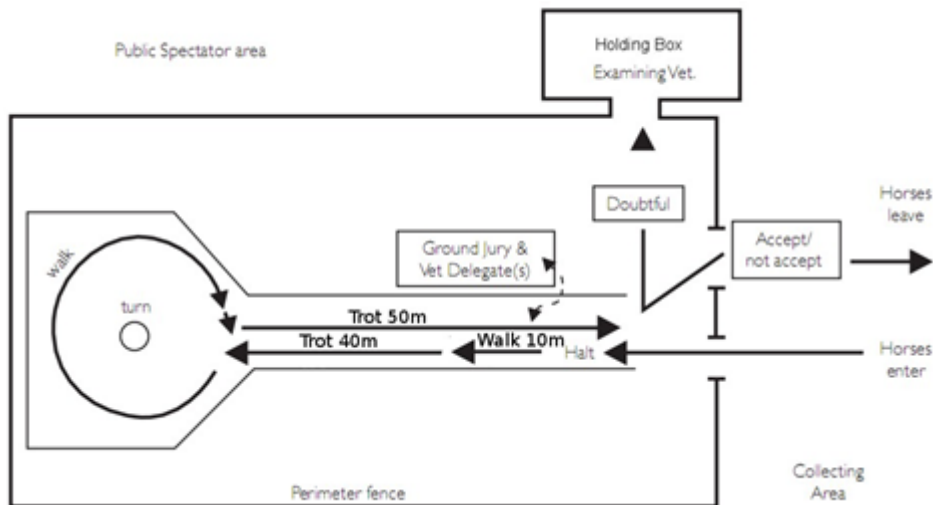 Public Spectator area
Holding Box
Examining Vet.
Doubtful
Horses
leave
Accept/
not accept
Ground Jury &
Vet Delegate(s)
walk
turn
Trot 50m
Trot 40m
Walk 10m
Halt
Horses
enter
Perimeter fence
Collecting
Area